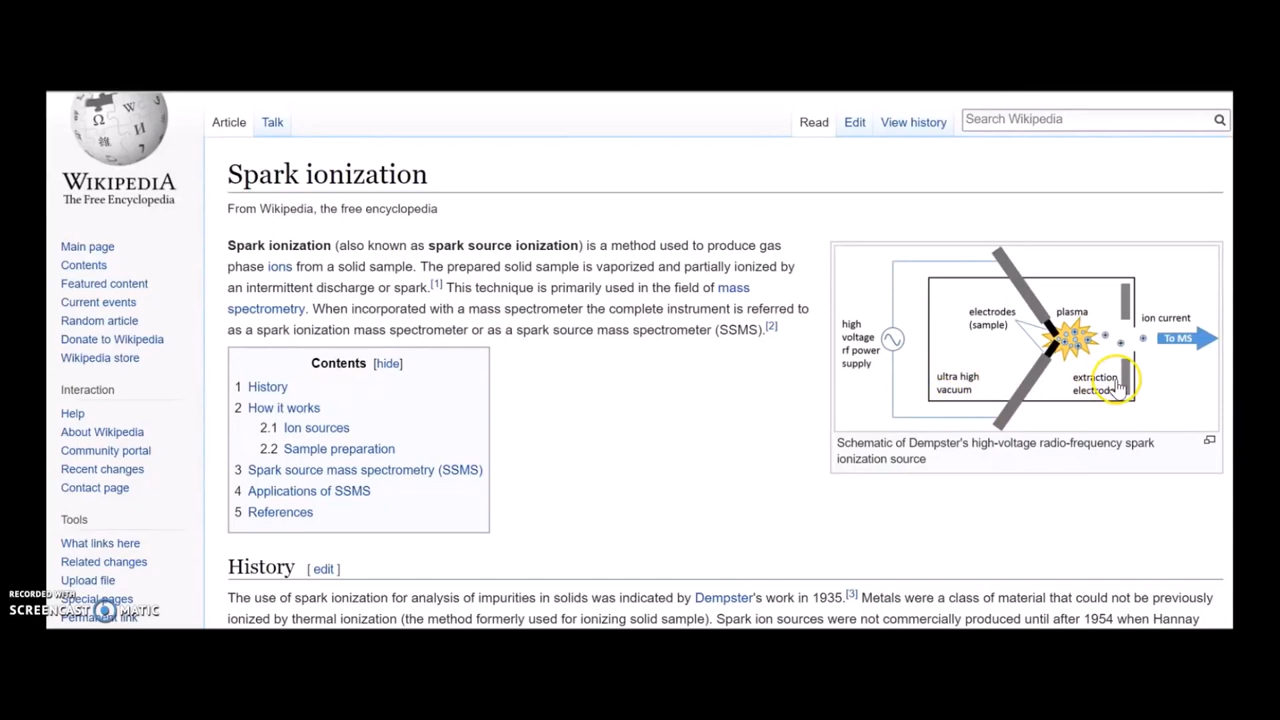 Article
Talk
Read
Edit
View history
Search Wikipedia
WIKIPEDIA
The Free Encyclopedia
Main page
Contents
Featured content
Current events
Random article
Donate to Wikipedia
Wikipedia store
Interaction
Help
About Wikipedia
Community portal
Recent changes
Contact page
Tools
What links here
Related changes
Upload file
Special pages
Permanent link
Spark ionization
From Wikipedia, the free encyclopedia
Spark ionization (also known as spark source ionization) is a method used to produce gas
phase ions from a solid sample. The prepared solid sample is vaporized and partially ionized by
an intermittent discharge or spark.[1] This technique is primarily used in the field of mass
spectrometry. When incorporated with a mass spectrometer the complete instrument is referred to
as a spark ionization mass spectrometer or as a spark source mass spectrometer (SSMS).[2]
Contents [hide]
1 History
2 How it works
2.1 Ion sources
2.2 Sample preparation
3 Spark source mass spectrometry (SSMS)
4 Applications of SSMS
5 References
high
voltage
rf power
supply
electrodes
(sample)
plasma
ion current
To MS
ultra high
vacuum
extraction
electrode
Schematic of Dempster's high-voltage radio-frequency spark
ionization source
History [ edit ]
The use of spark ionization for analysis of impurities in solids was indicated by Dempster's work in 1935.[3] Metals were a class of material that could not be previously
ionized by thermal ionization (the method formerly used for ionizing solid sample). Spark ion sources were not commercially produced until after 1954 when Hannay
RECORDED WITH
SCREENCAST MATIC